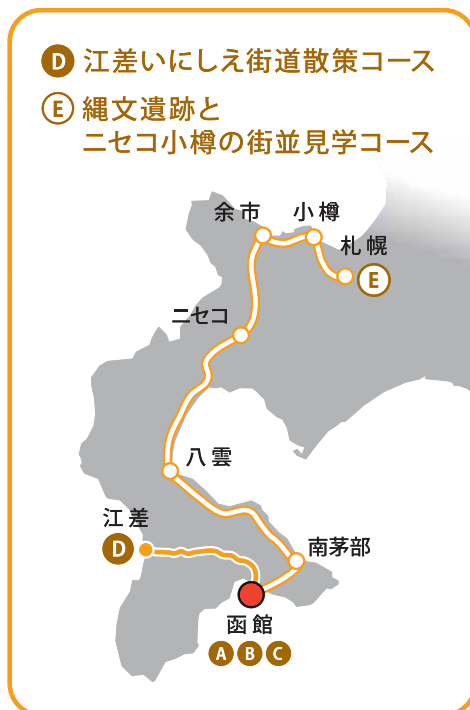 D 江差いにしえ街道散策コース
E 縄文遺跡と
ニセコ小樽の街並見学コース
余市
小樽
札幌
E
ニセコ
八雲
江差
D
南茅部
函館
A B C